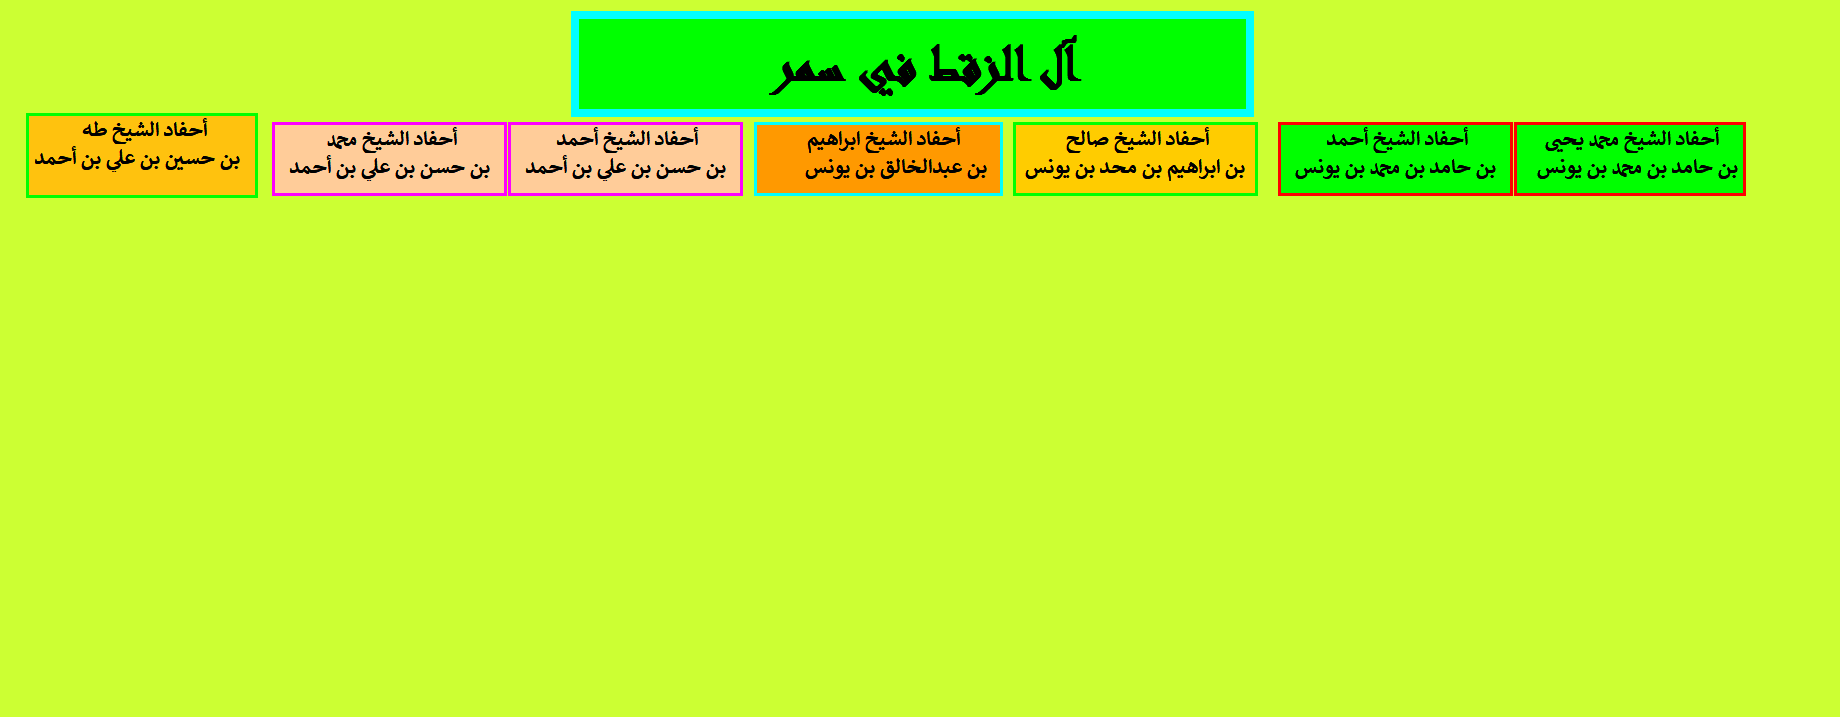 آل الزقط في سمر
أحفاد الشيخ محمد يحيى
بن حامد بن محمد بن يونس
أحفاد الشيخ أحمد
بن حامد بن محمد بن يونس
أحفاد الشيخ صالح
بن ابراهيم بن محد بن يونس
أحفاد الشيخ ابراهيم
بن عبدالخالق بن يونس
أحفاد الشيخ أحمد
بن حسن بن علي بن أحمد
أحفاد الشيخ محمد
بن حسن بن علي بن أحمد
أحفاد الشيخ طه
بن حسين بن علي بن أحمد